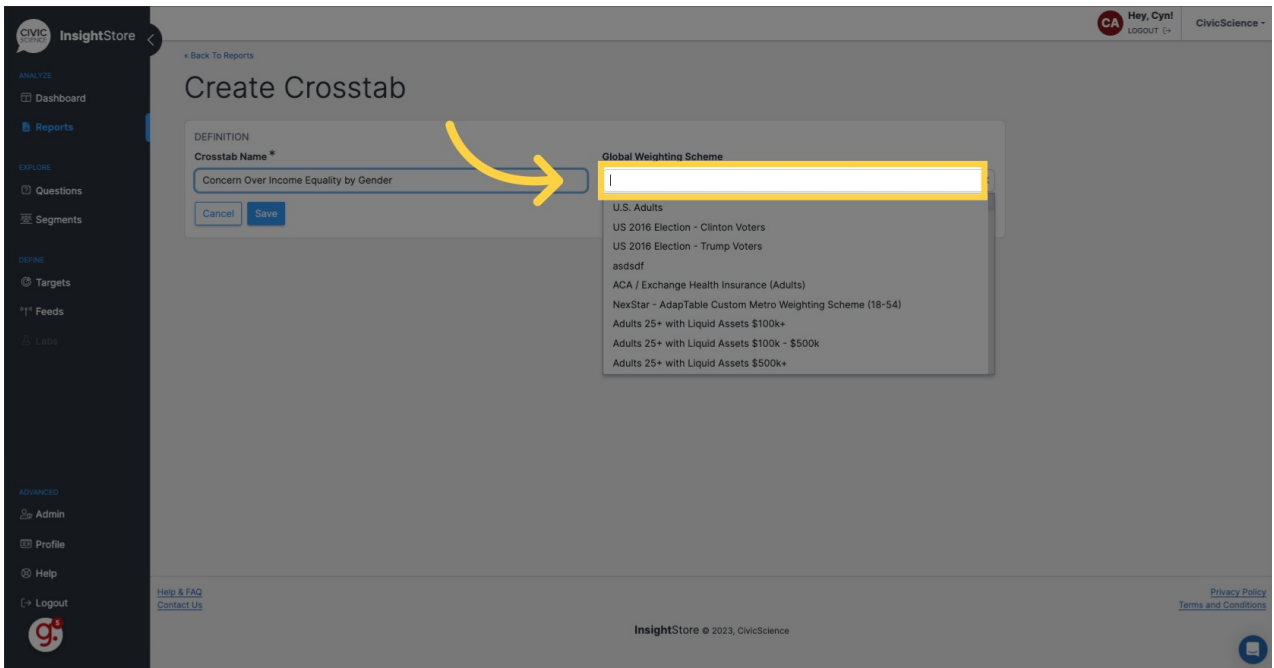 CIVIC
SCIENCE
InsightStore
ANALYZE
Dashboard
Reports
EXPLORE
Questions
Segments
DEFINE
Targets
Feeds
Labs
ADVANCED
Admin
Profile
Help
Logout
g.
5
CA
Hey, Cyn!
LOGOUT
CivicScience
« Back To Reports
Create Crosstab
DEFINITION
Crosstab Name *
Concern Over Income Equality by Gender
Cancel
Save
Global Weighting Scheme
U.S. Adults
US 2016 Election - Clinton Voters
US 2016 Election - Trump Voters
asdsdf
ACA / Exchange Health Insurance (Adults)
NexStar - AdapTable Custom Metro Weighting Scheme (18-54)
Adults 25+ with Liquid Assets $100k+
Adults 25+ with Liquid Assets $100k - $500k
Adults 25+ with Liquid Assets $500k+
Help & FAQ
Contact Us
InsightStore © 2023, CivicScience
Privacy Policy
Terms and Conditions